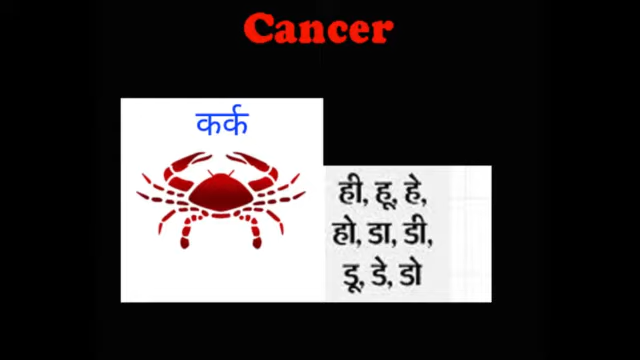 Cancer
कर्क
ही, हू, हे,
हो, डा, डी,
डू, डे, डो